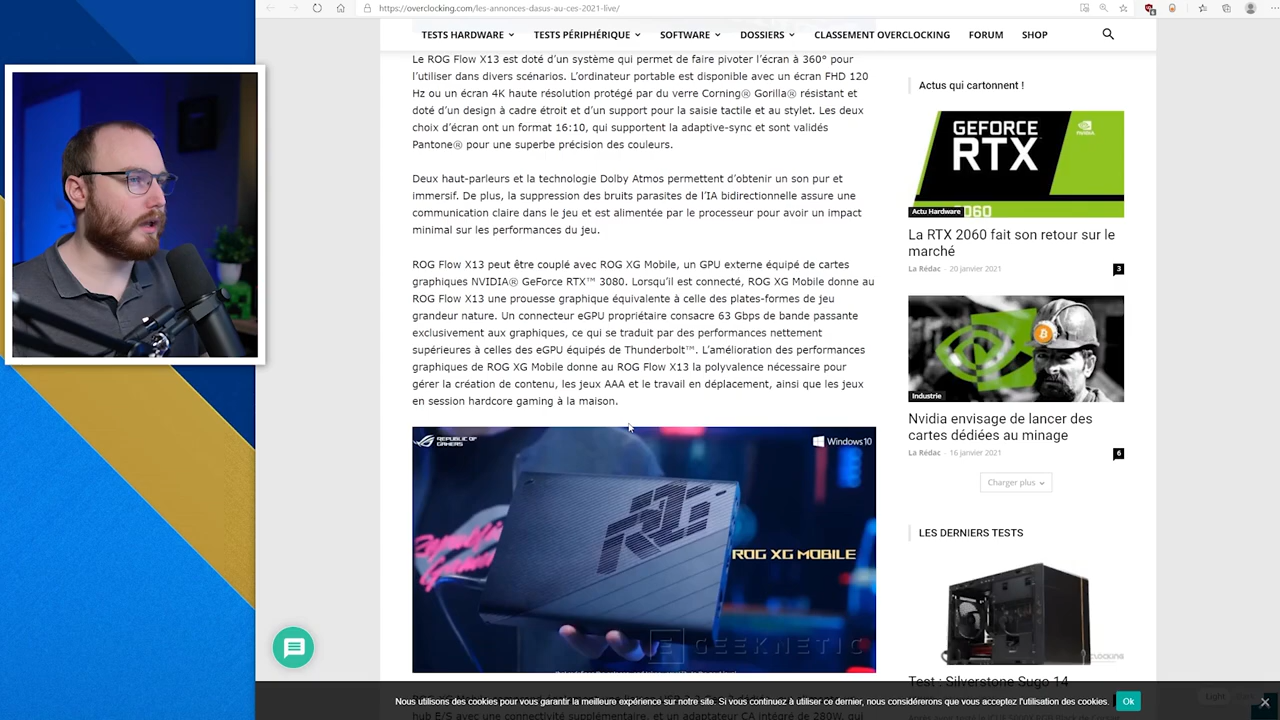 https://overclocking.com/les-annonces-dasus-au-ces-2021-live/
TESTS HARDWARE
TESTS PÉRIPHÉRIQUE
SOFTWARE
DOSSIERS
CLASSEMENT OVERCLOCKING
FORUM
SHOP
Le ROG Flow X13 est doté d’un système qui permet de faire pivoter l’écran à 360° pour
l’utiliser dans divers scénarios. L’ordinateur portable est disponible avec un écran FHD 120
Hz ou un écran 4K haute résolution protégé par du verre Corning® Gorilla® résistant et
doté d’un design à cadre étroit et d’un support pour la saisie tactile et au stylet. Les deux
choix d’écran ont un format 16:10, qui supportent la adaptive-sync et sont validés
Pantone® pour une superbe précision des couleurs.
Deux haut-parleurs et la technologie Dolby Atmos permettent d’obtenir un son pur et
immersif. De plus, la suppression des bruits parasites de l’IA bidirectionnelle assure une
communication claire dans le jeu et est alimentée par le processeur pour avoir un impact
minimal sur les performances du jeu.
ROG Flow X13 peut être couplé avec ROG XG Mobile, un GPU externe équipé de cartes
graphiques NVIDIA® GeForce RTX™ 3080. Lorsqu’il est connecté, ROG XG Mobile donne au
ROG Flow X13 une prouesse graphique équivalente à celle des plates-formes de jeu
grandeur nature. Un connecteur eGPU propriétaire consacre 63 Gbps de bande passante
exclusivement aux graphiques, ce qui se traduit par des performances nettement
supérieures à celles des eGPU équipés de Thunderbolt™. L’amélioration des performances
graphiques de ROG XG Mobile donne au ROG Flow X13 la polyvalence nécessaire pour
gérer la création de contenu, les jeux AAA et le travail en déplacement, ainsi que les jeux
en session hardcore gaming à la maison.
REPUBLIC OF
GAMERS
Windows10
ROG XG MOBILE
GEEKNETIC
Actus qui cartonnent !
GEFORCE
RTX
NVIDIA
Actu Hardware
La RTX 2060 fait son retour sur le
marché
La Rédac - 20 janvier 2021
3
Industrie
Nvidia envisage de lancer des
cartes dédiées au minage
La Rédac - 16 janvier 2021
6
Charger plus
LES DERNIERS TESTS
Test : Silverstone Sugo 14
hub E/S avec une connectivité supplémentaire, et un adaptateur CA intégré de 280W, qui
Nous utilisons des cookies pour vous garantir la meilleure expérience sur notre site. Si vous continuez à utiliser ce dernier, nous considérerons que vous acceptez l'utilisation des cookies.
Ok
Light